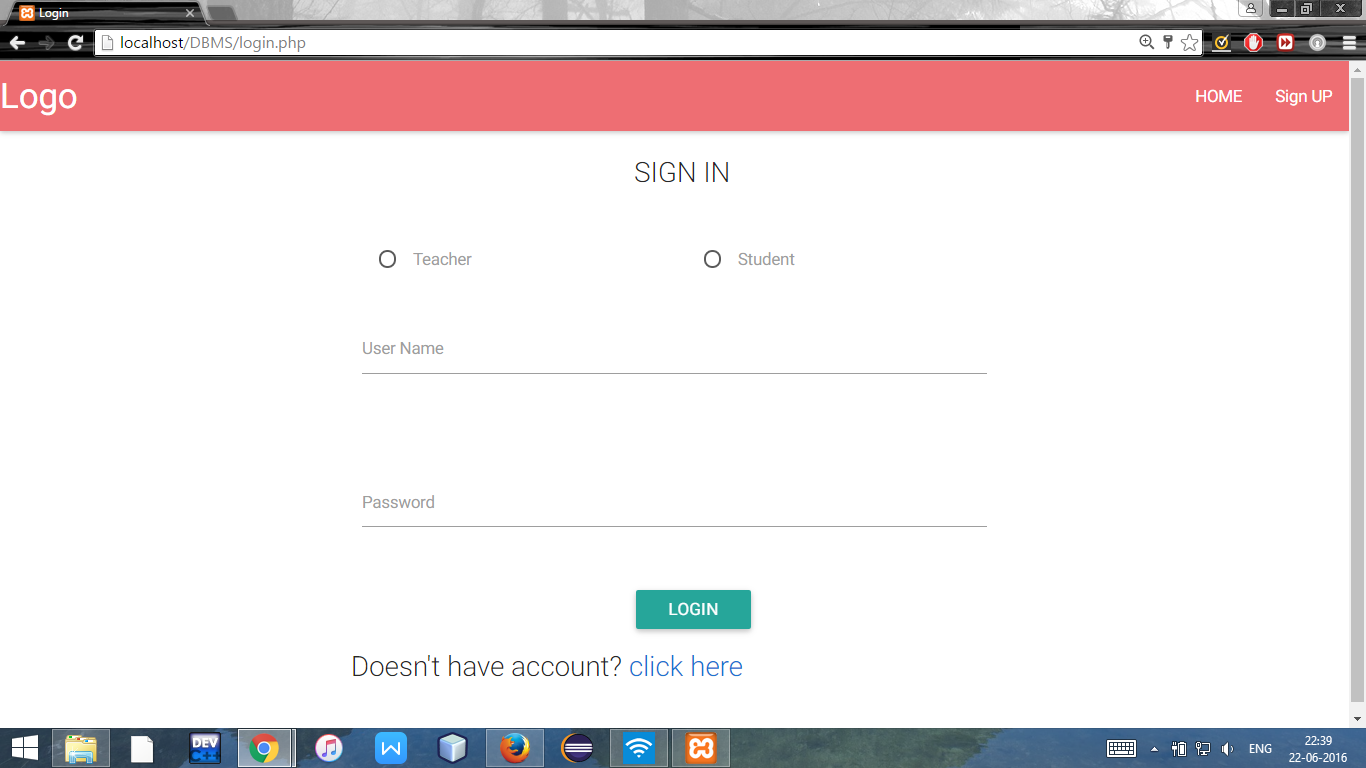 Login
localhost/DBMS/login.php
Logo
HOME
Sign UP
SIGN IN
Teacher
Student
User Name
Password
LOGIN
Doesn't have account? click here
DEV
C++
ENG
22:39
22-06-2016